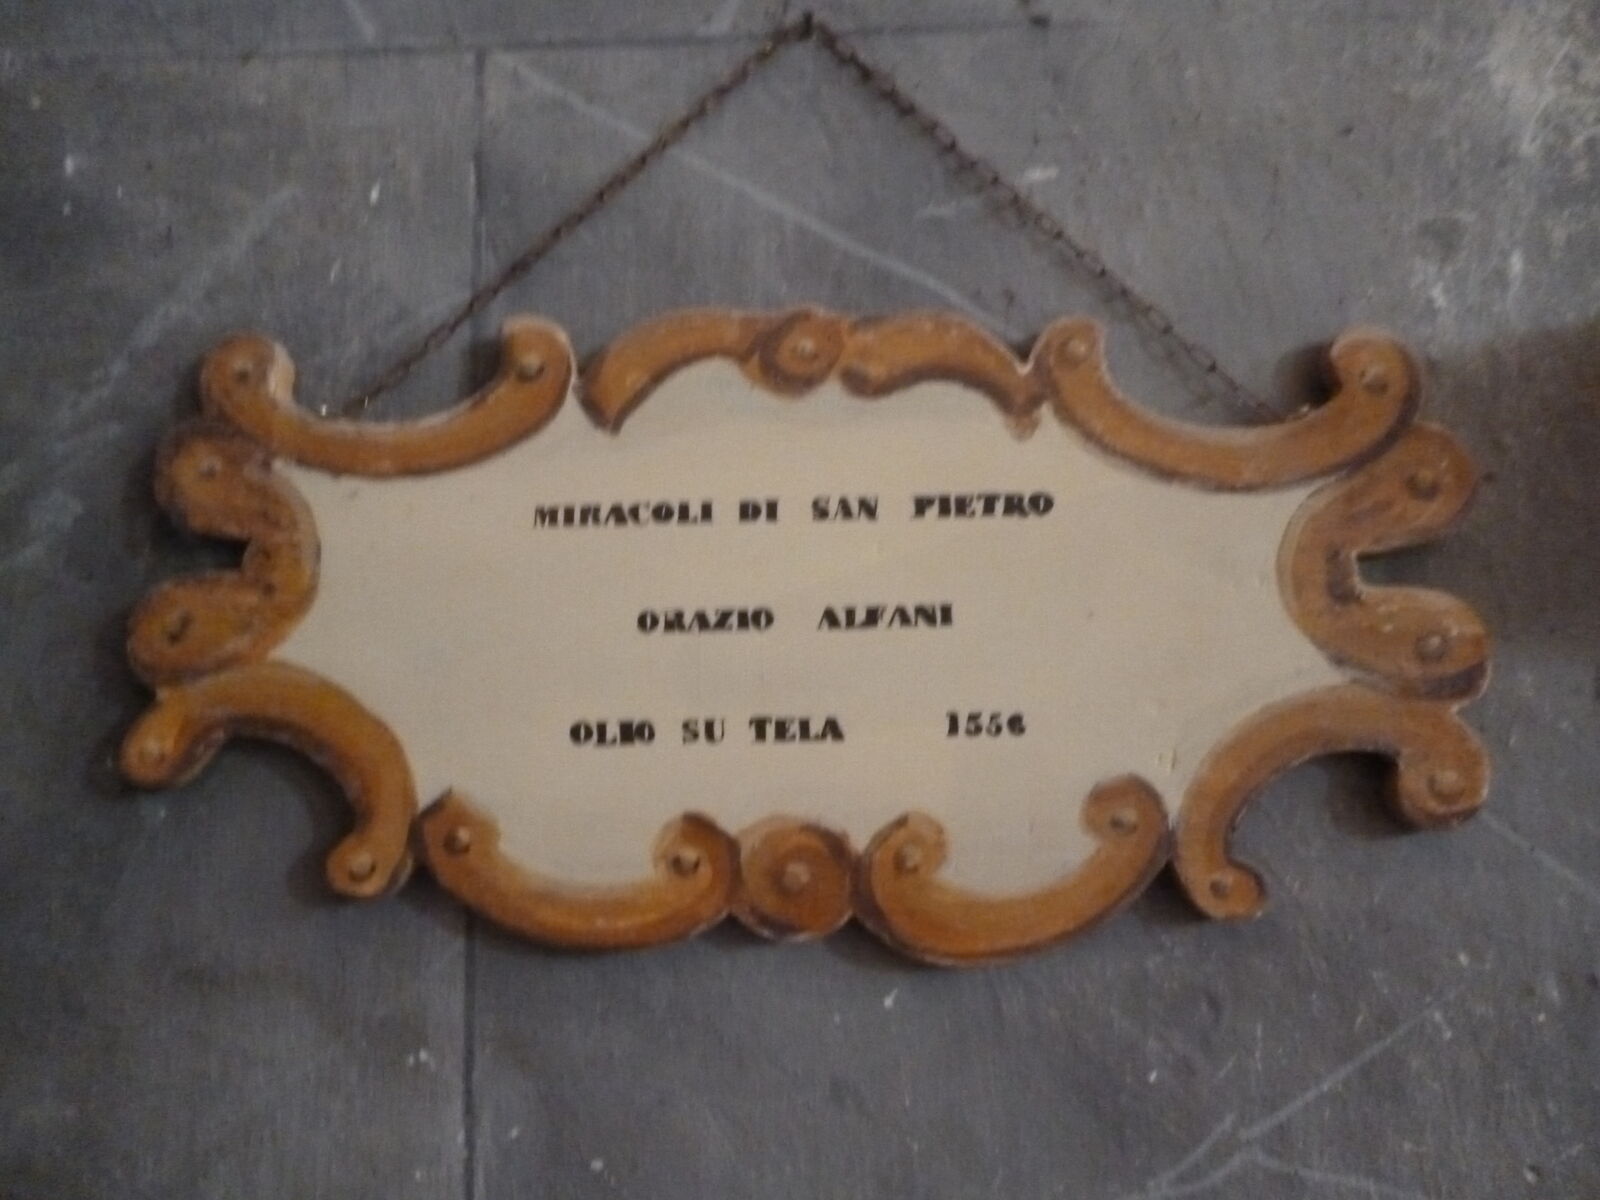 MIRACOLI DI SAN PIETRO
ORAZIO ALFANI
OLIO SU TELA 1556